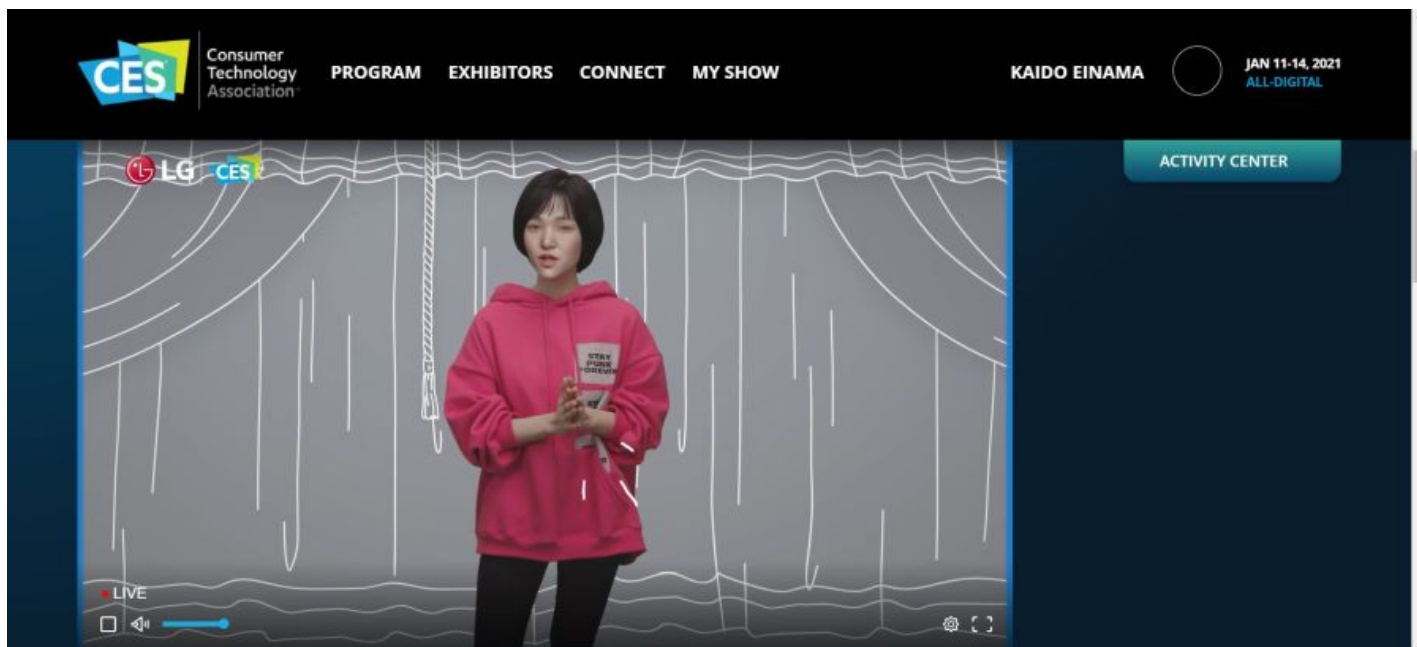 CES
Consumer
Technology
Association
PROGRAM EXHIBITORS CONNECT MY SHOW
KAIDO EINAMA
JAN 11-14, 2021
ALL-DIGITAL
LG CES
ACTIVITY CENTER
STAY
PUNK
FOREVER
LIVE